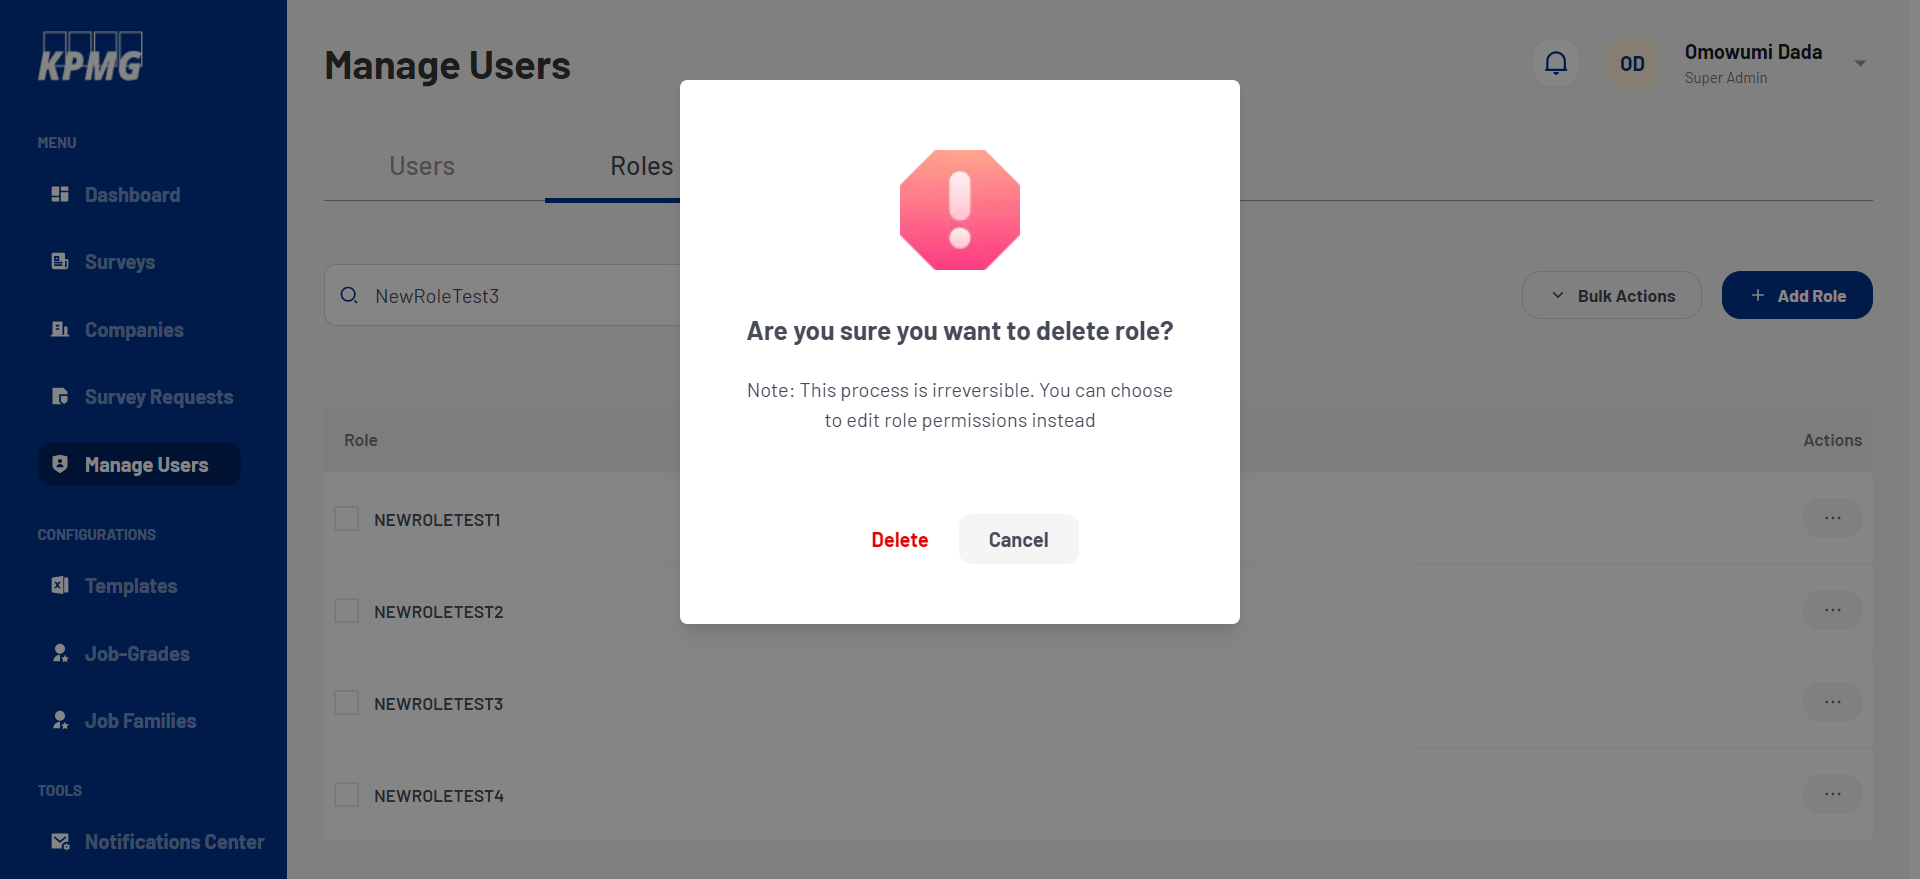 KPMG
MENU
Dashboard
Surveys
Companies
Survey Requests
Manage Users
CONFIGURATIONS
Templates
Job-Grades
Job Families
TOOLS
Notifications Center
Manage Users
OD
Omowumi Dada
Super Admin
Users
Roles
NewRoleTest3
Bulk Actions
+ Add Role
Role
Actions
NEWROLETEST1
NEWROLETEST2
NEWROLETEST3
NEWROLETEST4
Are you sure you want to delete role?
Note: This process is irreversible. You can choose
to edit role permissions instead
Delete
Cancel